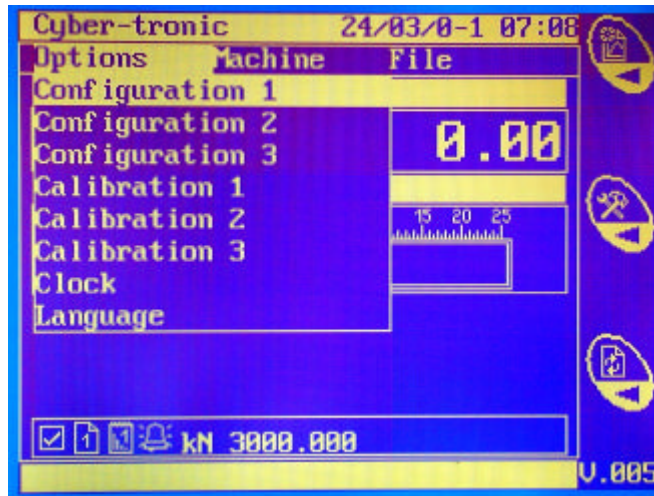 Cyber-tronic 24/03/0-1 07:08
Options Machine File
Configuration 1
Configuration 2
Configuration 3
0.00
Calibration 1
Calibration 2
15 20 25
Calibration 3
Clock
Language
1 kN 3000.000
V.005